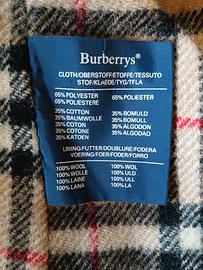 Burberrys®
CLOTH/OBERSTOFF/ETOFFE/TESSUTO
STOF/KLAEDE/TYG/TFLA
65% POLYESTER 65% POLIESTER
65% POLIESTERE
35% COTTON 35% BOMULD
35% BAUMWOLLE 35% BOMULL
35% COTON 35% ALGODON
35% COTONE 35% ALGODAO
35% KATOEN
LINING/FUTTER/DOUBLURE/FODERA
VOERING/FOER/FODER/FORRO
100% WOOL 100% WOL
100% WOLLE 100% ULD
100% LAINE 100% ULL
100% LANA 100% LA